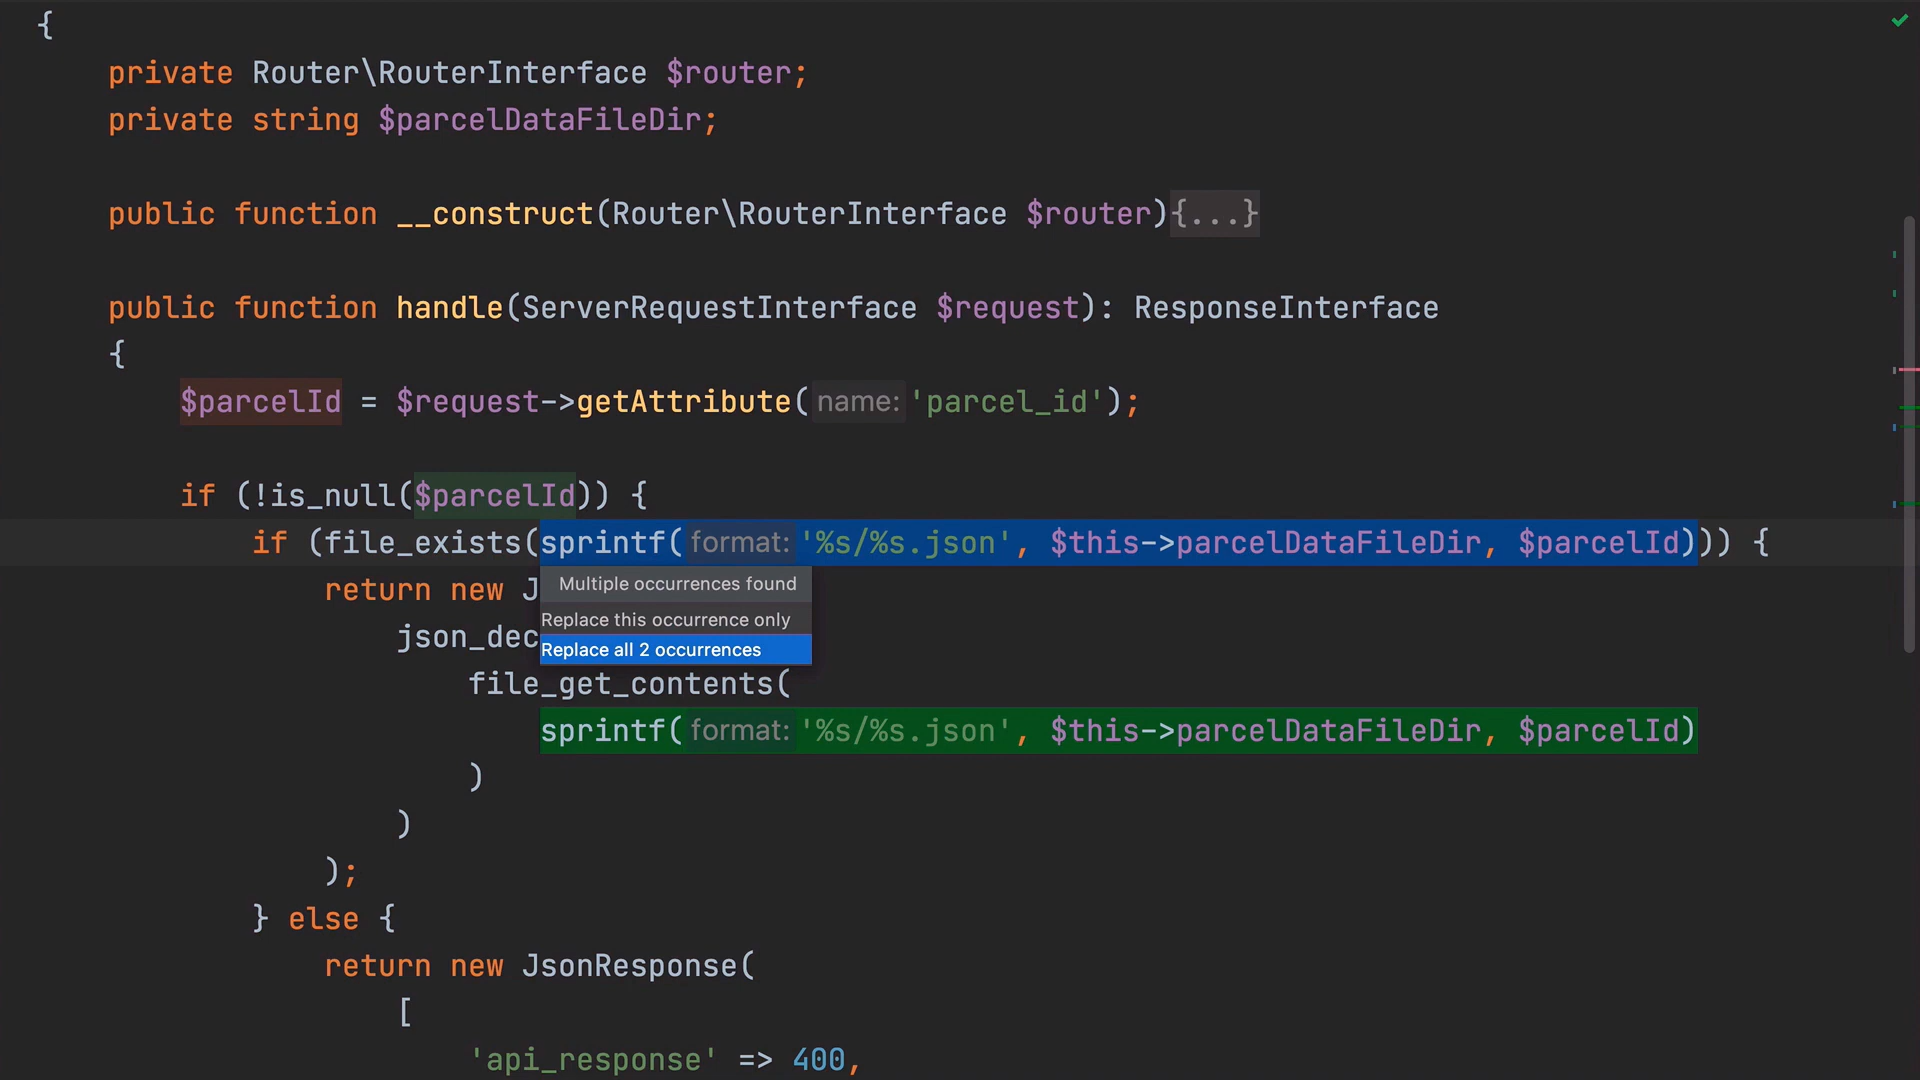 {
private Router\RouterInterface $router;
private string $parcelDataFileDir;
public function __construct(Router\RouterInterface $router){...}
public function handle(ServerRequestInterface $request): ResponseInterface
{
$parcelId = $request->getAttribute( name: 'parcel_id');
if (!is_null($parcelId)) {
if (file_exists(sprintf( format: '%s/%s.json', $this->parcelDataFileDir, $parcelId))) {
return new J
Multiple occurrences found
Replace this occurrence only
json_dec
Replace all 2 occurrences
file_get_contents(
sprintf( format: '%s/%s.json', $this->parcelDataFileDir, $parcelId)
)
)
);
} else {
return new JsonResponse(
[
'api_response' => 400,